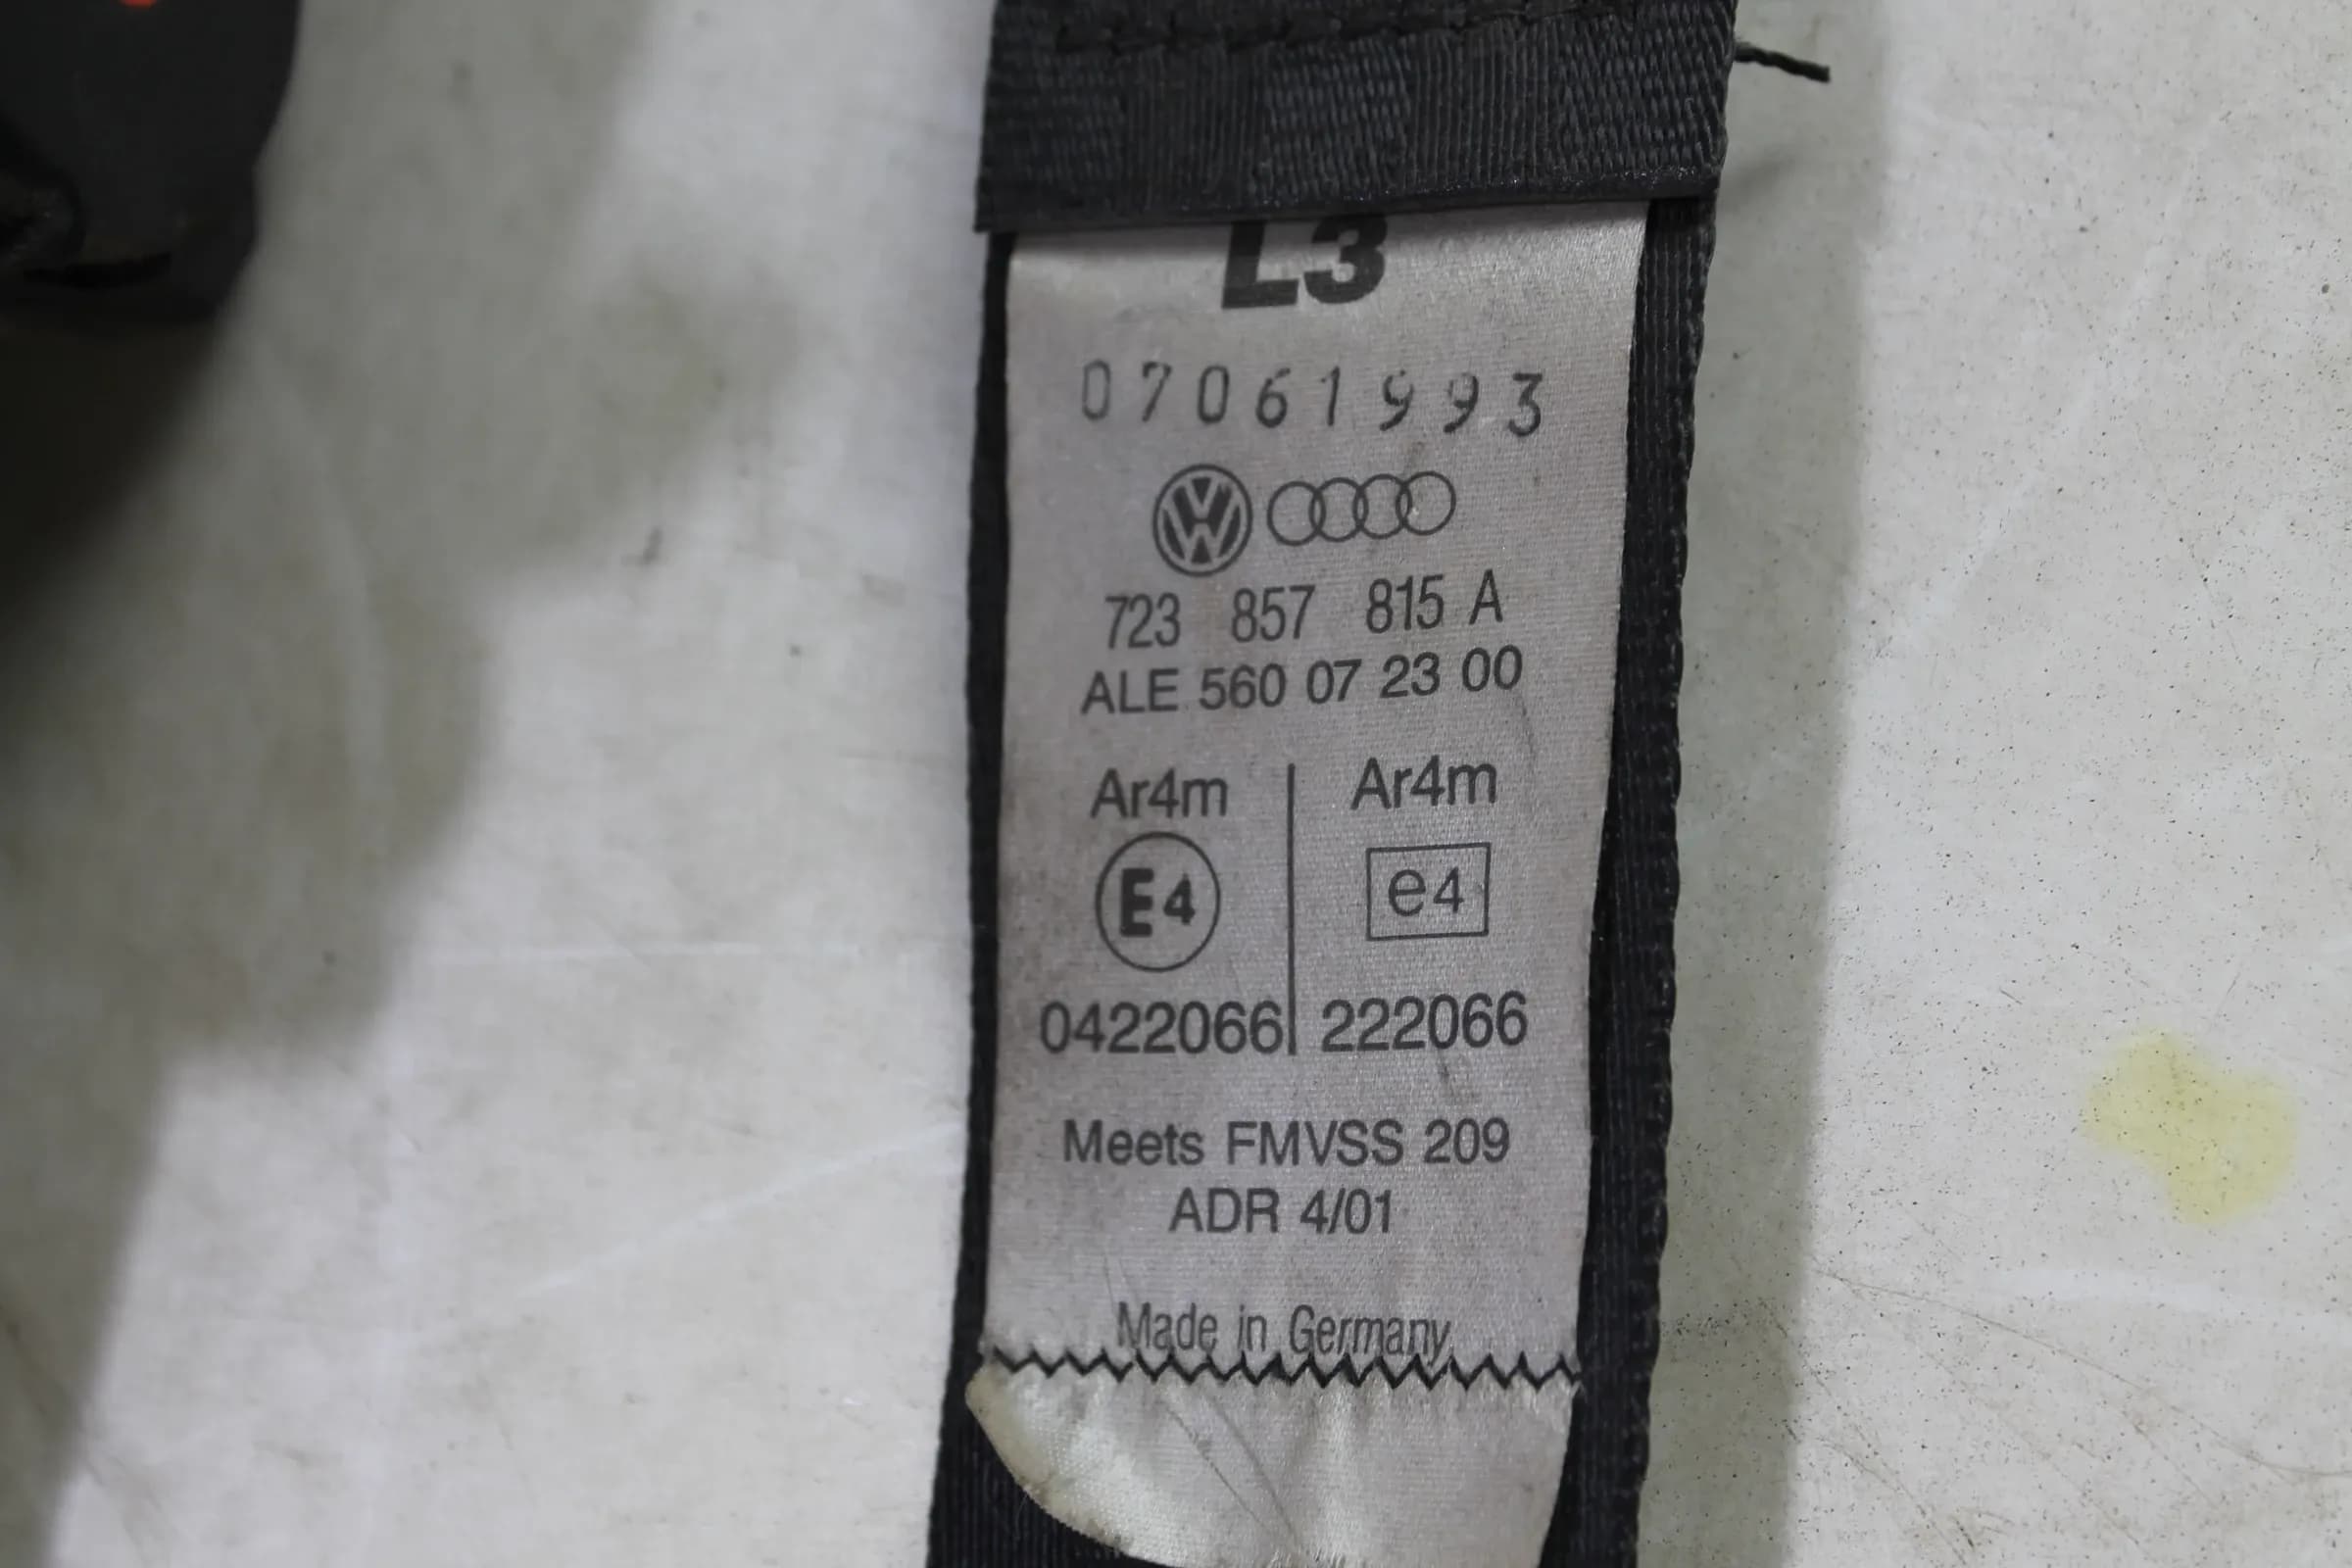 L3
07061993
VW
723 857 815 A
ALE 560 07 23 00
Ar4m Ar4m
E4 e4
0422066 222066
Meets FMVSS 209
ADR 4/01
Made in Germany